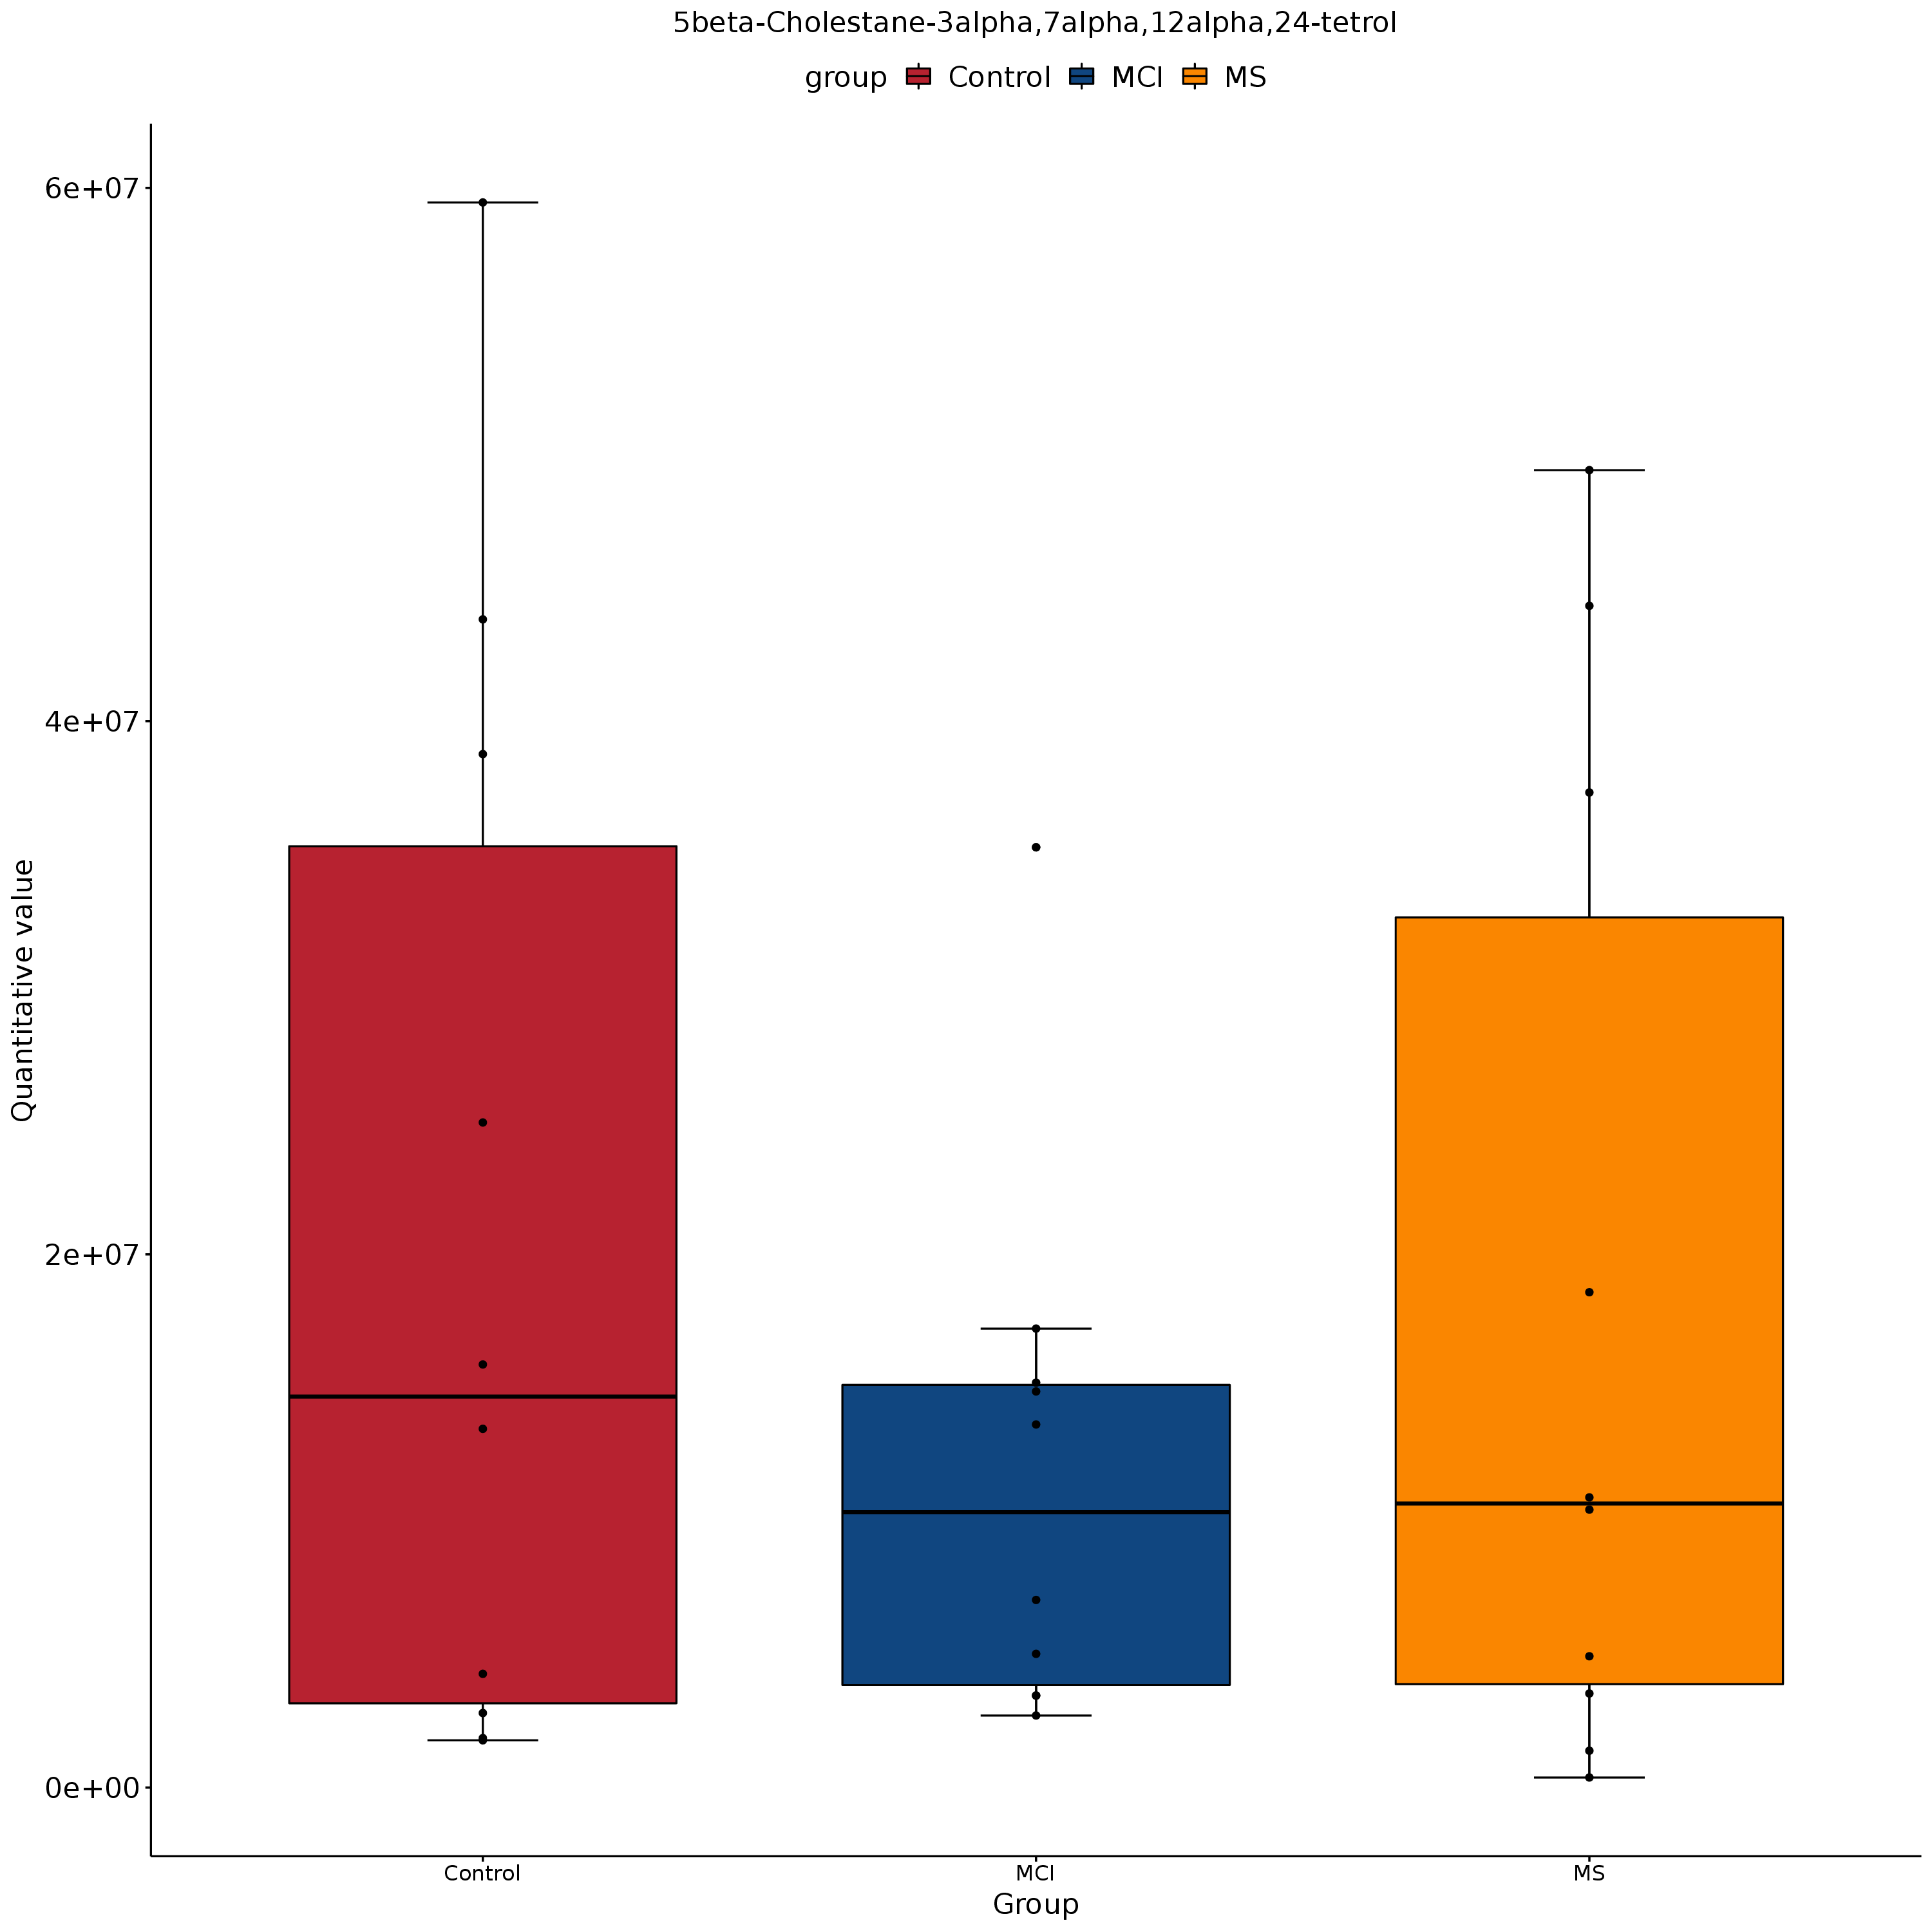 5beta-Cholestane-3alpha,7alpha,12alpha,24-tetrol
group Control MCI MS
6e+07
4e+07
2e+07
0e+00
Quantitative value
Control MCI MS
Group